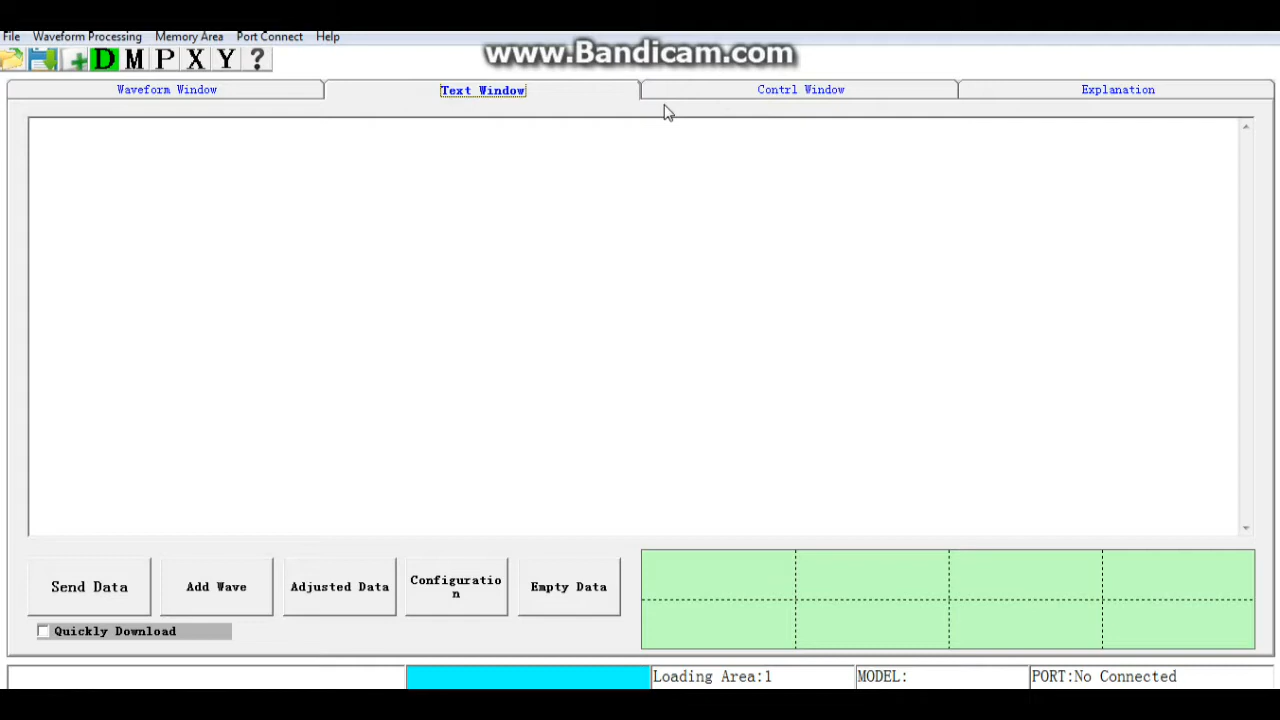 File Waveform Processing Memory Area Port Connect Help
www.Bandicam.com
D M P X Y ?
Waveform Window Text Window Contrl Window Explanation
Send Data Add Wave Adjusted Data Configuratio
n Empty Data
Quickly Download
Loading Area:1 MODEL: PORT:No Connected